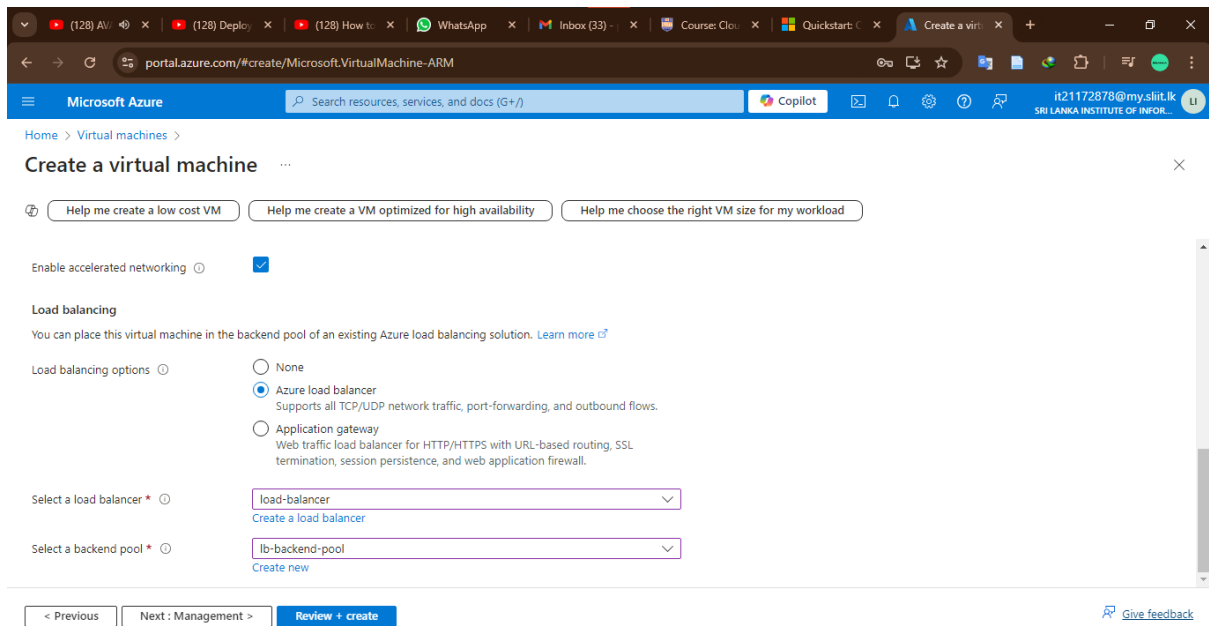 (128) AV
(128) Deploy
(128) How to
WhatsApp
Inbox (33) -
Course: Clou
Quickstart: C
Create a virt
portal.azure.com/#create/Microsoft.VirtualMachine-ARM
Microsoft Azure
Search resources, services, and docs (G+/)
Copilot
it21172878@my.sliit.lk
SRI LANKA INSTITUTE OF INFOR...
LI
Home > Virtual machines >
Create a virtual machine ...
Help me create a low cost VM
Help me create a VM optimized for high availability
Help me choose the right VM size for my workload
Enable accelerated networking
Load balancing
You can place this virtual machine in the backend pool of an existing Azure load balancing solution. Learn more
Load balancing options
None
Azure load balancer
Supports all TCP/UDP network traffic, port-forwarding, and outbound flows.
Application gateway
Web traffic load balancer for HTTP/HTTPS with URL-based routing, SSL
termination, session persistence, and web application firewall.
Select a load balancer *
load-balancer
Create a load balancer
Select a backend pool *
lb-backend-pool
Create new
< Previous
Next : Management >
Review + create
Give feedback